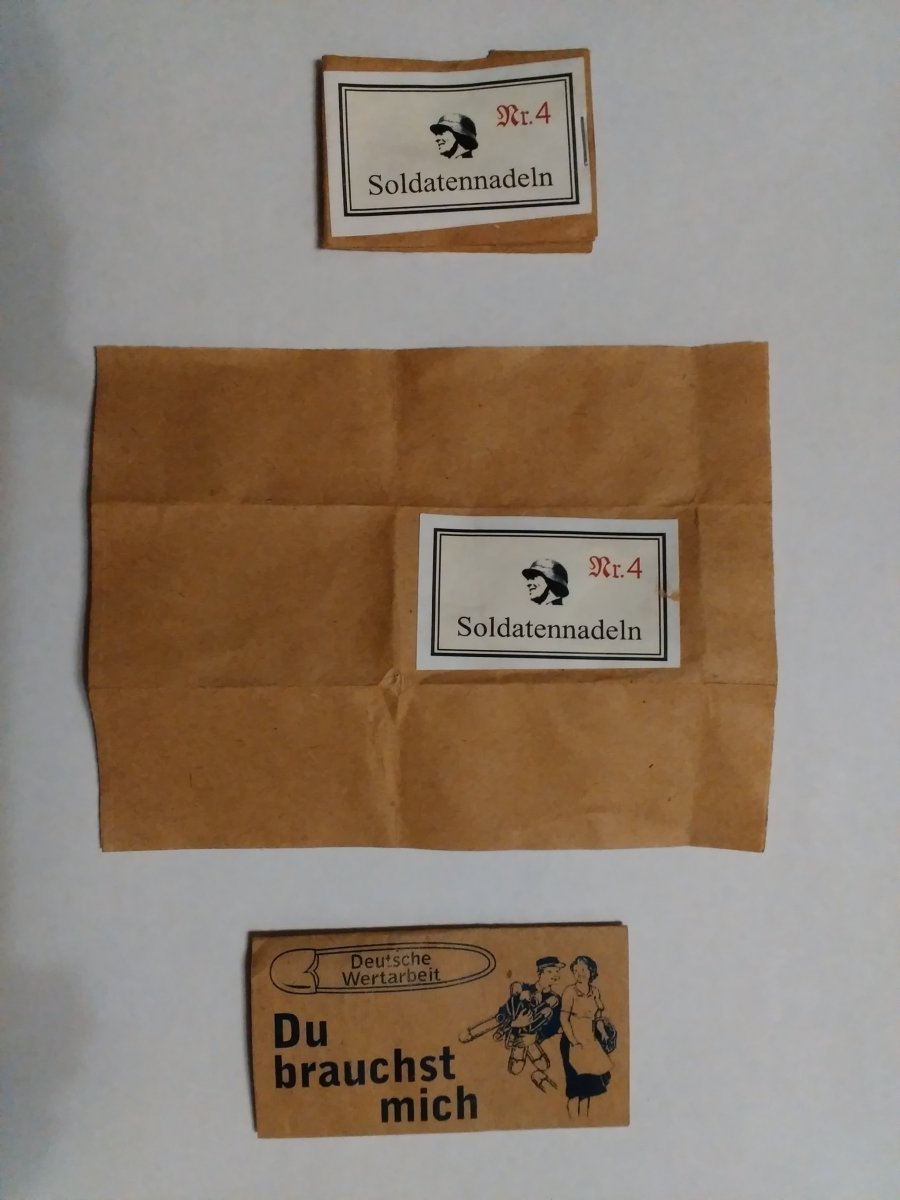 Nr. 4
Soldatennadeln
Nr. 4
Soldatennadeln
Deutsche
Wertarbeit
Du
brauchst
mich